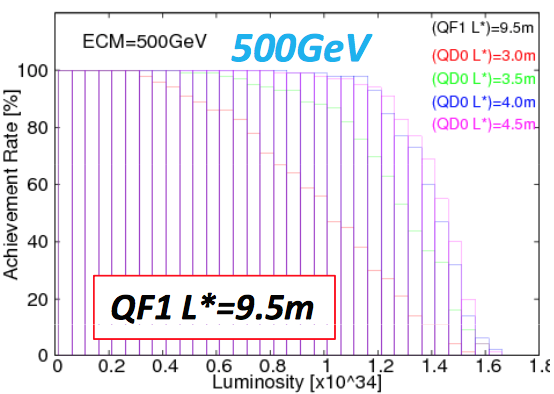 ECM=500GeV
500GeV
(QF1 L*)=9.5m
(QD0 L*)=3.0m
(QD0 L*)=3.5m
(QD0 L*)=4.0m
(QD0 L*)=4.5m
Achievement Rate [%]
100
80
60
40
20
0
QF1 L*=9.5m
0 0.2 0.4 0.6 0.8 1 1.2 1.4 1.6 1.8
Luminosity [x10^34]